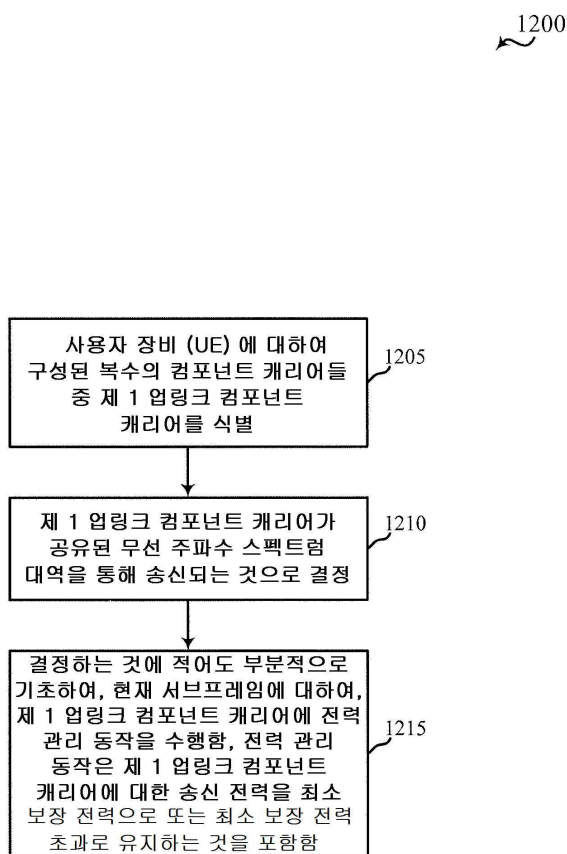 1200
사용자 장비 (UE) 에 대하여
구성된 복수의 컴포넌트 캐리어들
중 제 1 업링크 컴포넌트
캐리어를 식별
1205
제 1 업링크 컴포넌트 캐리어가
공유된 무선 주파수 스펙트럼
대역을 통해 송신되는 것으로 결정
1210
결정하는 것에 적어도 부분적으로
기초하여, 현재 서브프레임에 대하여,
제 1 업링크 컴포넌트 캐리어에 전력
관리 동작을 수행함, 전력 관리
동작은 제 1 업링크 컴포넌트
캐리어에 대한 송신 전력을 최소
보장 전력으로 또는 최소 보장 전력
초과로 유지하는 것을 포함함
1215